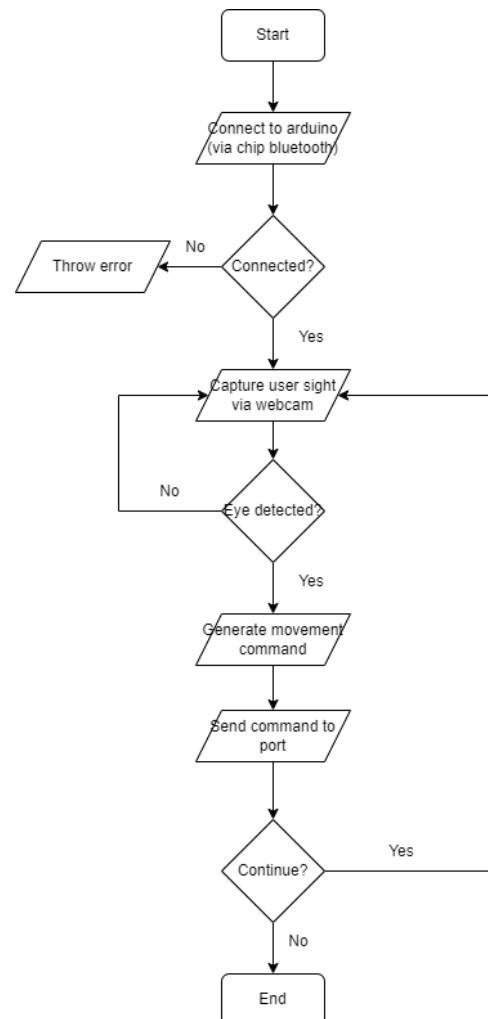 Start
Connect to arduino
(via chip bluetooth)
No
Throw error
Connected?
Yes
Capture user sight
via webcam
No
Eye detected?
Yes
Generate movement
command
Send command to
port
Continue?
Yes
No
End